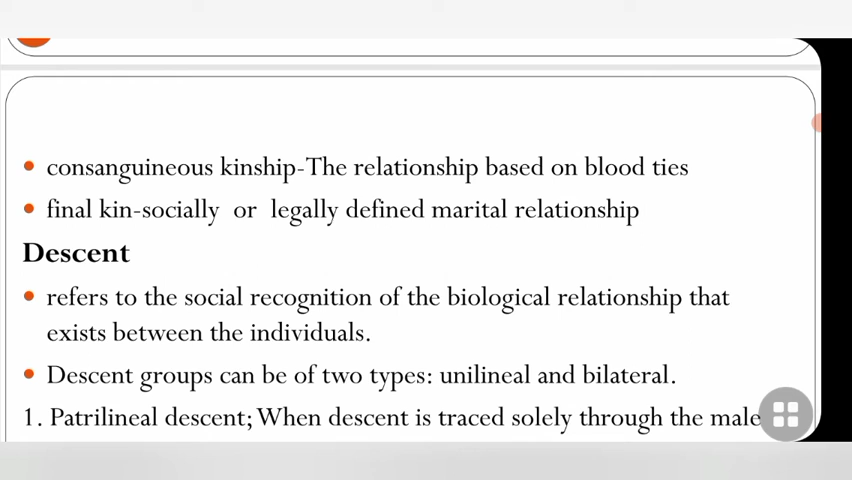 consanguineous kinship-The relationship based on blood ties
final kin-socially or legally defined marital relationship
Descent
refers to the social recognition of the biological relationship that
exists between the individuals.
Descent groups can be of two types: unilineal and bilateral.
1. Patrilineal descent; When descent is traced solely through the male